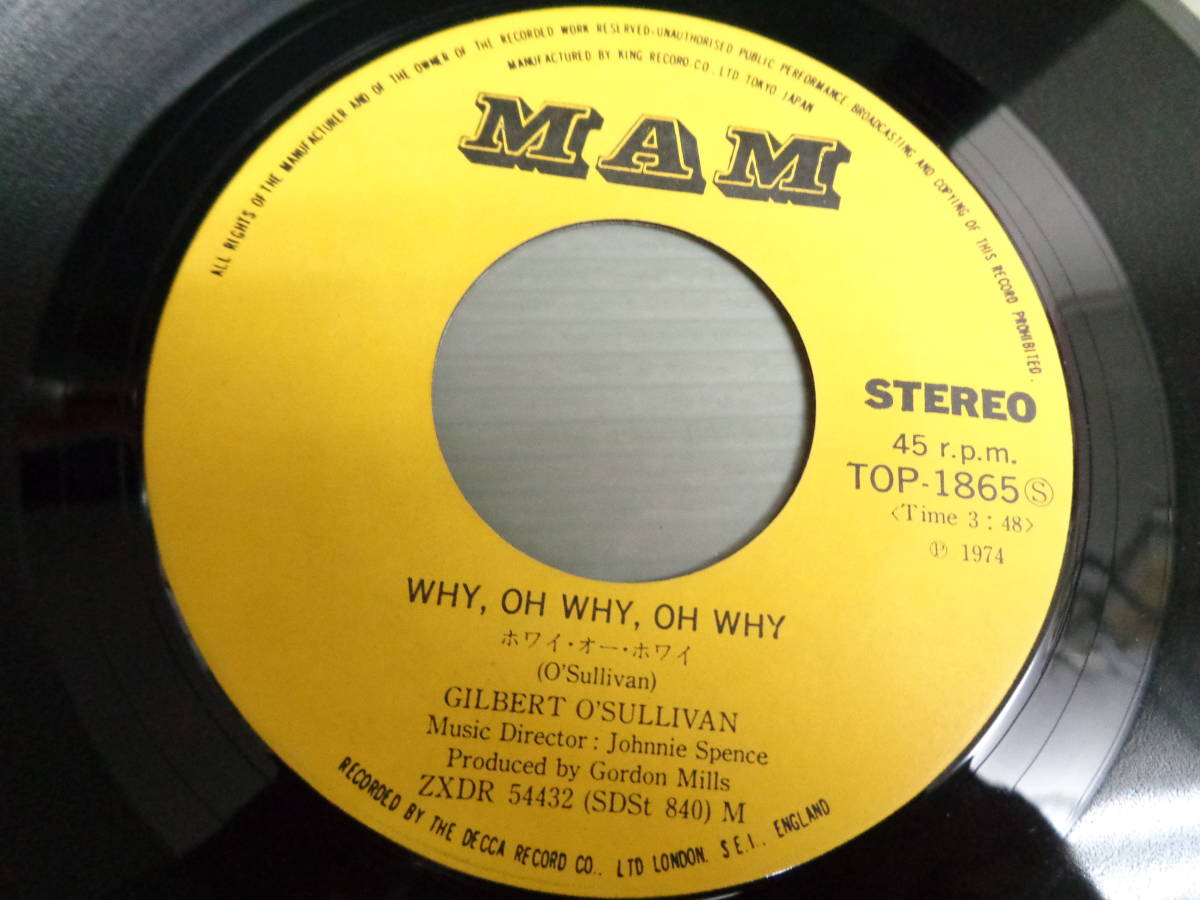 ALL RIGHTS OF THE MANUFACTURER AND OF THE OWNER OF THE RECORDED WORK RESERVED-UNAUTHORISED PUBLIC PERFORMANCE. BROADCASTING AND COPYING OF THIS RECORD PROHIBITED.
MANUFACTURED BY KING RECORD CO., LTD TOKYO JAPAN
MAM
STEREO
45 r.p.m.
TOP-1865Ⓢ
〈Time 3:48〉
Ⓟ 1974
WHY, OH WHY, OH WHY
ホワイ・オー・ホワイ
(O'Sullivan)
GILBERT O'SULLIVAN
Music Director: Johnnie Spence
Produced by Gordon Mills
ZXDR 54432 (SDSt 840) M
RECORDED BY THE DECCA RECORD CO., LTD LONDON. S.E.I., ENGLAND